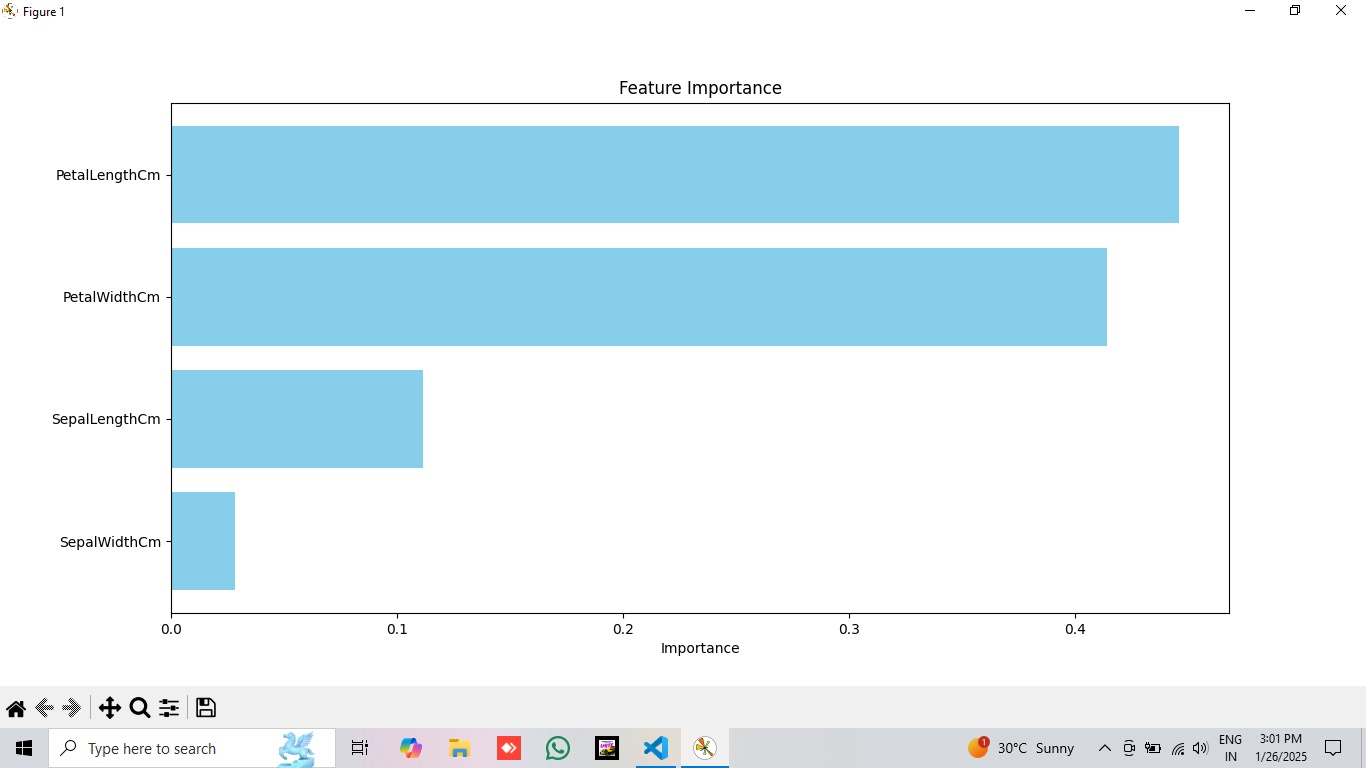 Figure 1
Feature Importance
PetalLengthCm
PetalWidthCm
SepalLengthCm
SepalWidthCm
0.0 0.1 0.2 0.3 0.4
Importance
Type here to search
1
30°C Sunny
ENG
IN
3:01 PM
1/26/2025